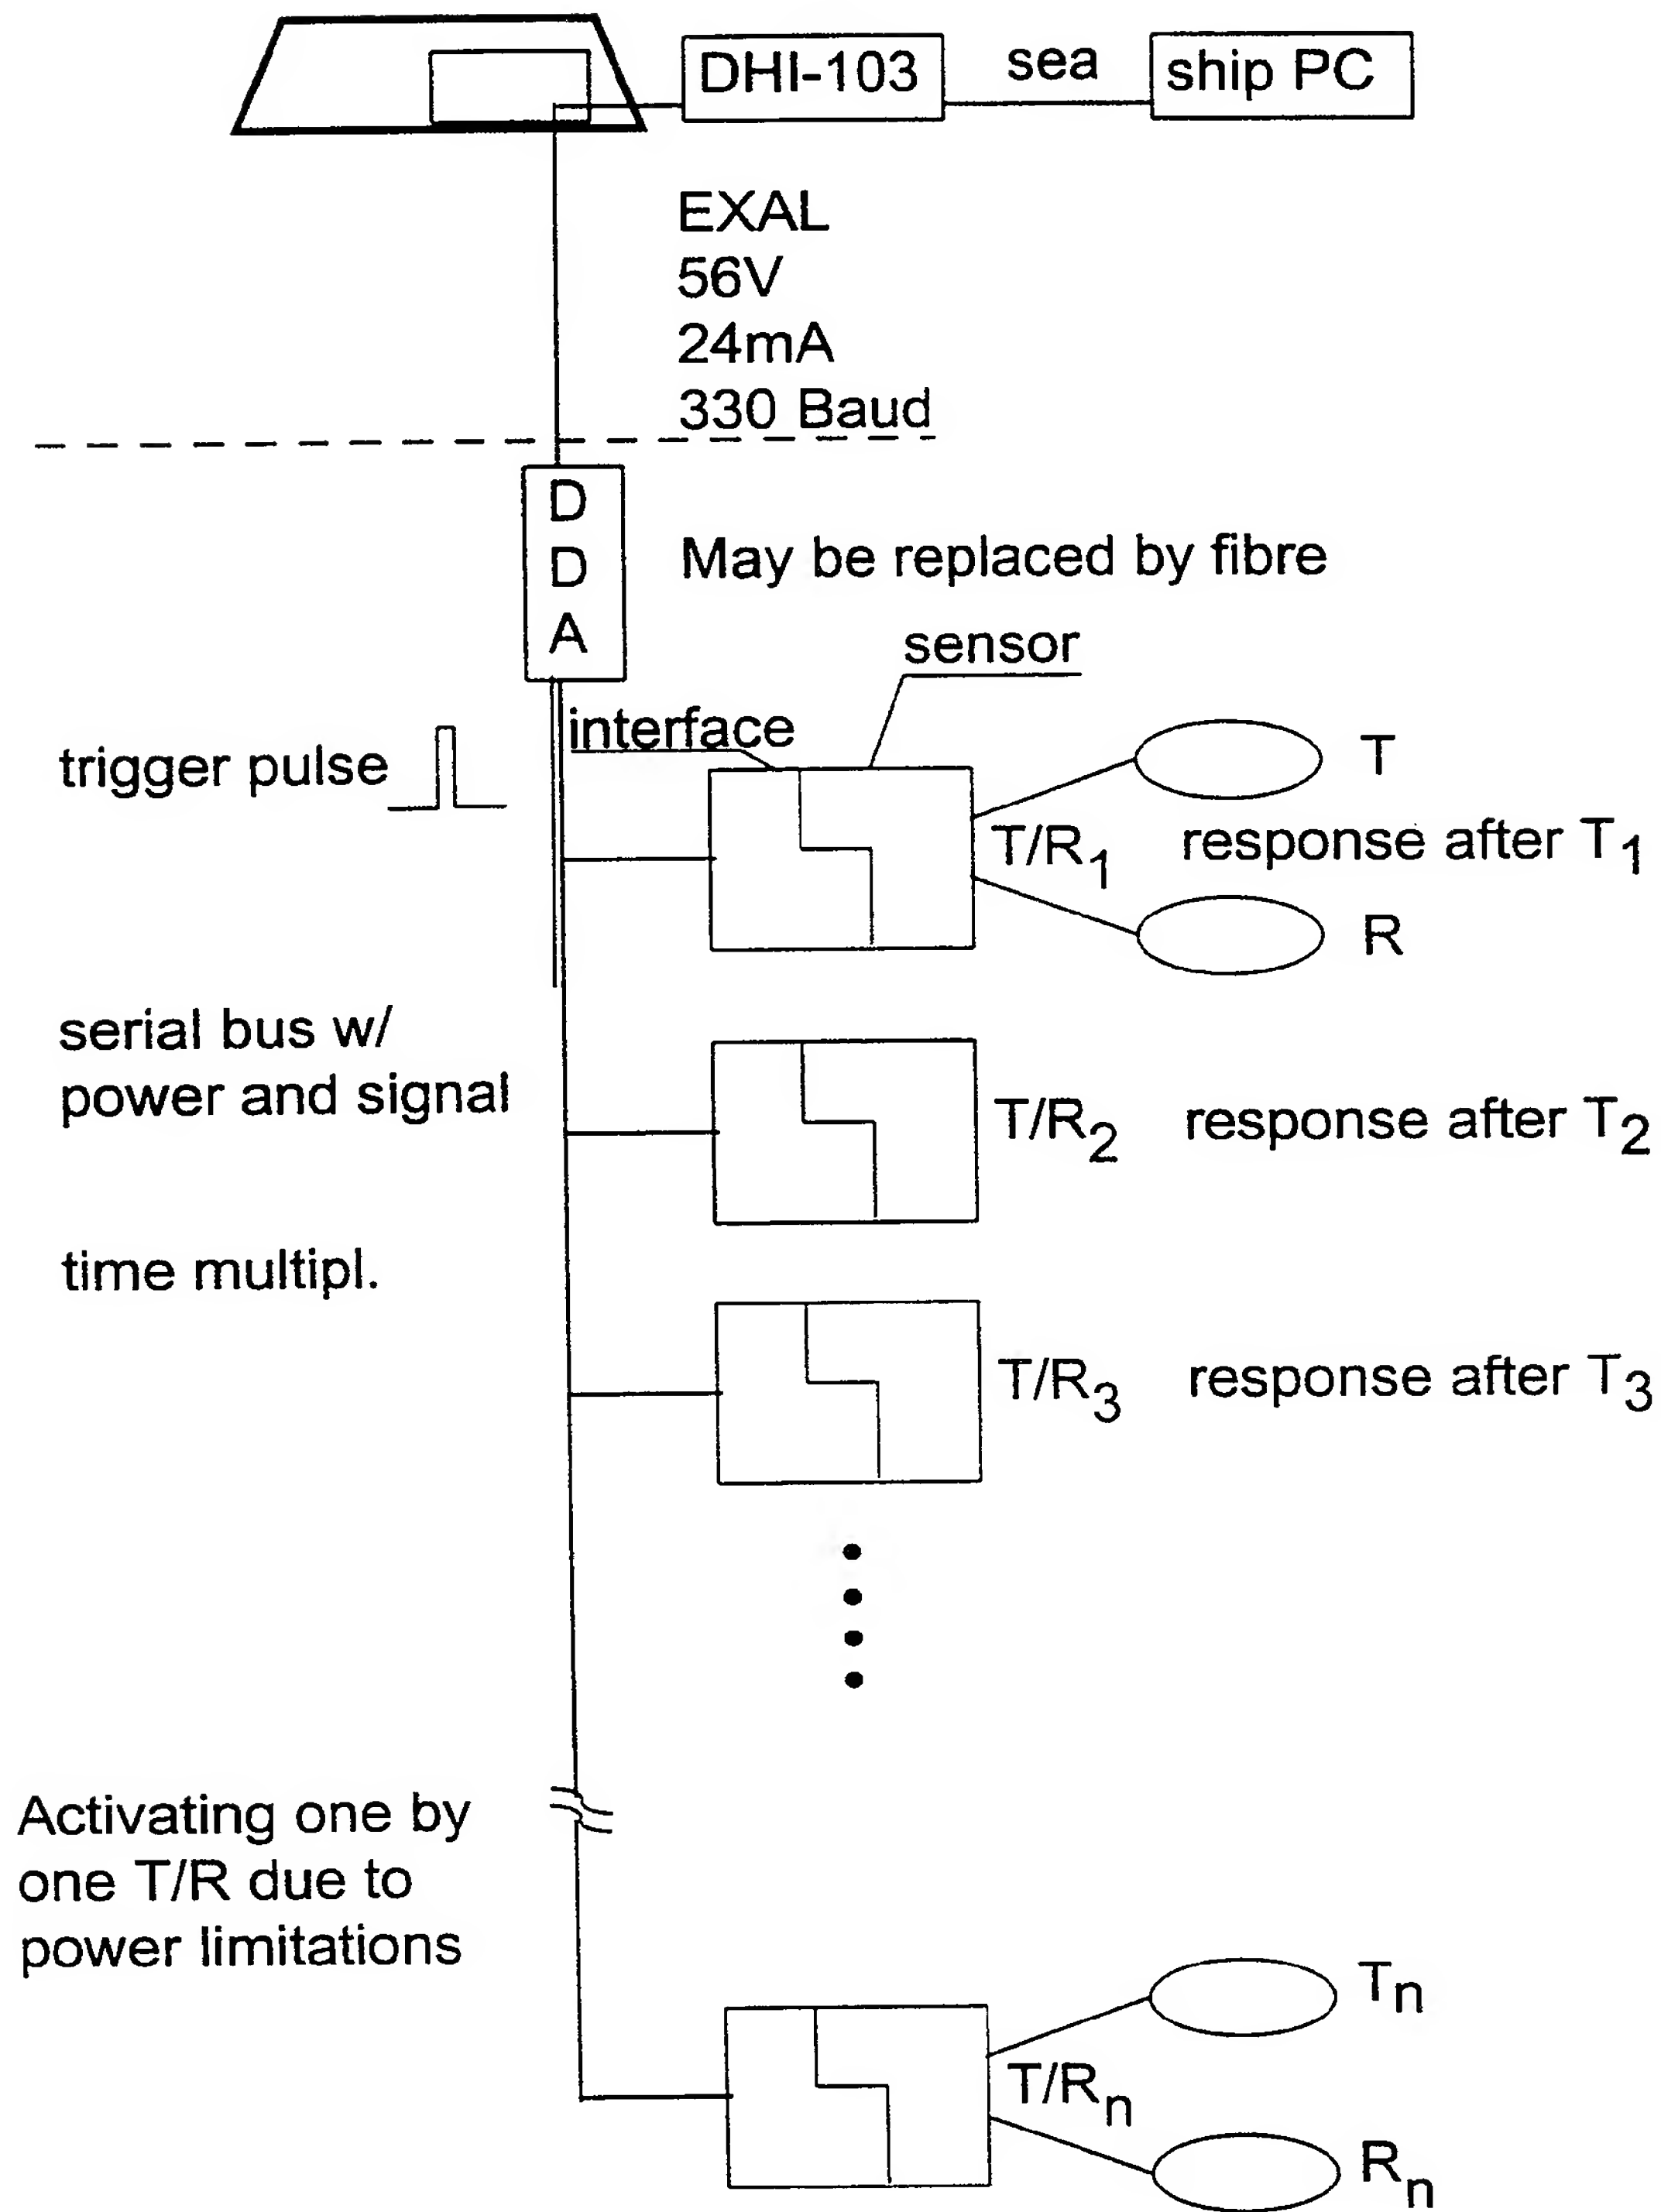 DHI-103
sea
ship PC
EXAL
56V
24mA
330 Baud
D
D
A
May be replaced by fibre
sensor
interface
trigger pulse
T
T/R1
response after T1
R
serial bus w/
power and signal
T/R2
response after T2
time multipl.
T/R3
response after T3
Activating one by
one T/R due to
power limitations
Tn
T/Rn
Rn